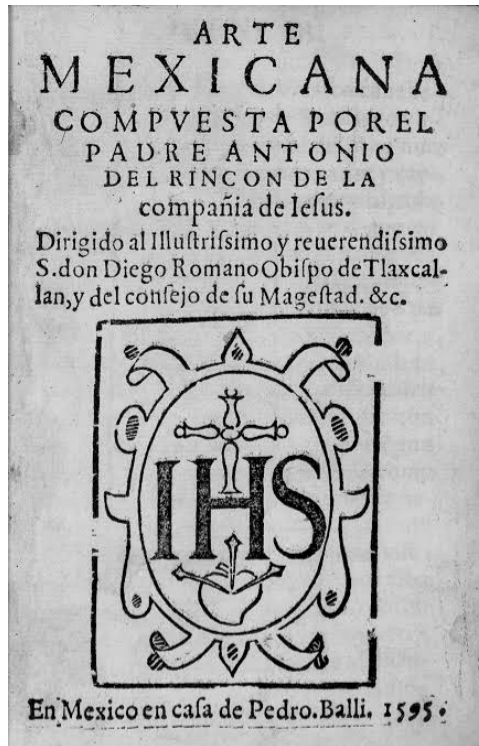 ARTE
MEXICANA
COMPVESTA POR EL
PADRE ANTONIO
DEL RINCON DE LA
compañia de Iesus.
Dirigido al Illuſtriſsimo y reuerendiſsimo
S. don Diego Romano Obiſpo de Tlaxcal-
lan, y del conſejo de ſu Mageſtad. &c.
IHS
En Mexico en caſa de Pedro. Balli. 1595.